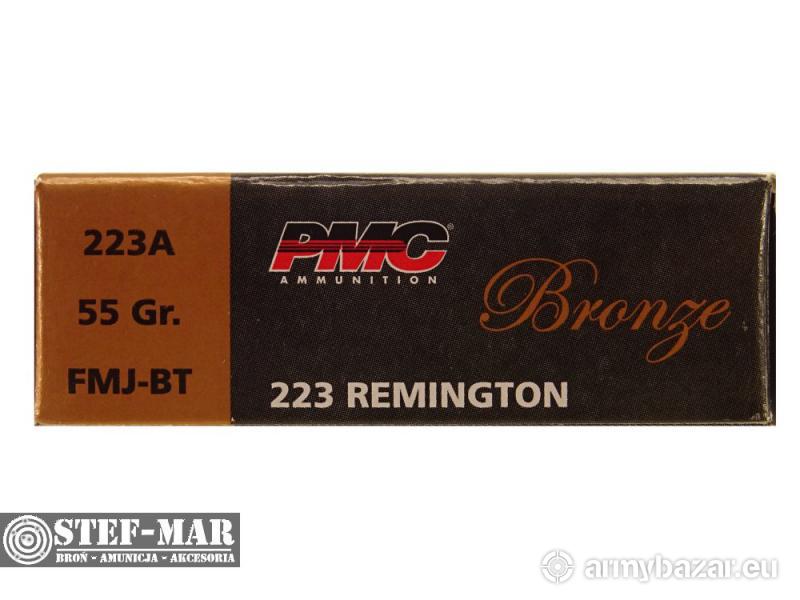 223A
55 Gr.
FMJ-BT
PMC®
AMMUNITION
Bronze
223 REMINGTON
STEF-MAR
BROŃ - AMUNICJA - AKCESORIA
armybazar.eu